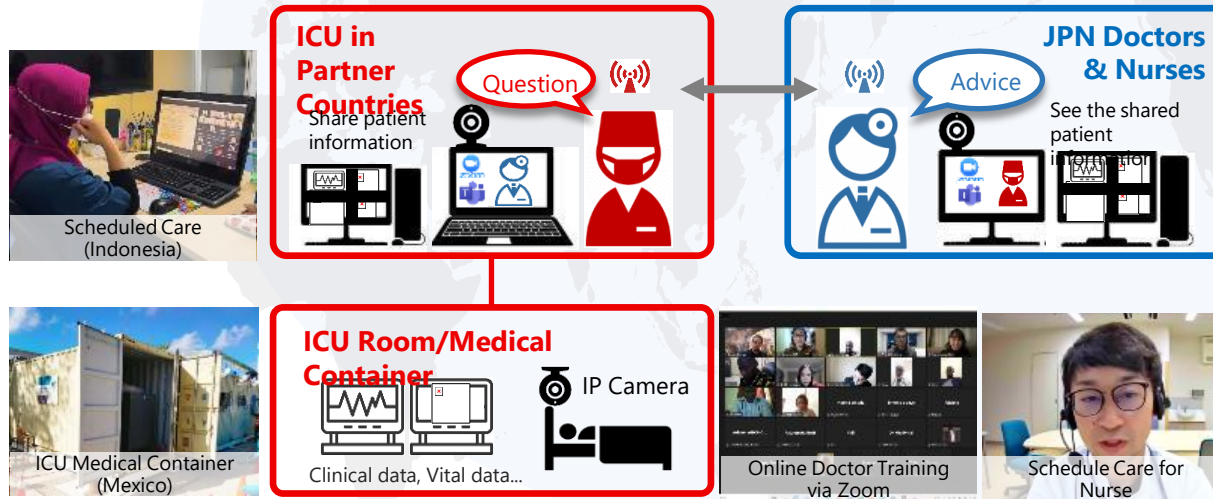 ICU in
Partner
Countries
Question
Share patient
information
JPN Doctors
& Nurses
Advice
See the shared
patient
information
Scheduled Care
(Indonesia)
ICU Room/Medical
Container
IP Camera
Clinical data, Vital data...
ICU Medical Container
(Mexico)
Online Doctor Training
via Zoom
Schedule Care for
Nurse